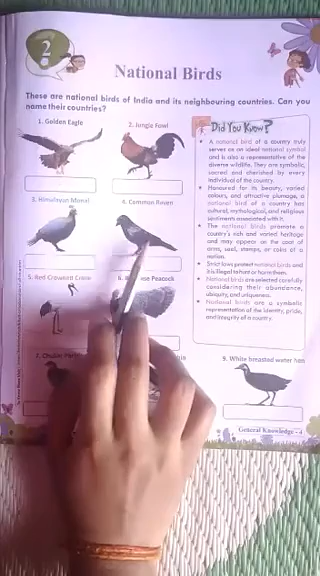 2
National Birds
These are national birds of India and its neighbouring countries. Can you
name their countries?
1. Golden Eagle
2. Jungle Fowl
3. Himalayan Monal
4. Common Raven
5. Red Crowned Crane
Peacock
9. White breasted water hen
Did You Know?
A national bird of a country truly
serves as an ideal national symbol
and is also a representative of the
diverse wildlife. They are symbolic,
sacred and cherished by every
individual of the country.
Honoured for its beauty, varied
colours, and attractive plumage, a
national bird of a country has
cultural, mythological, and religious
sentiments associated with it.
The national birds promote a
country's rich and varied heritage
and may appear on the coat of
arms, seal, stamps, or coins of a
nation.
Strict laws protect national birds and
it is illegal to hunt or harm them.
National birds are selected carefully
considering their abundance,
ubiquity, and uniqueness.
National birds are a symbolic
representation of the identity, pride,
and integrity of a country.
General Knowledge - 4